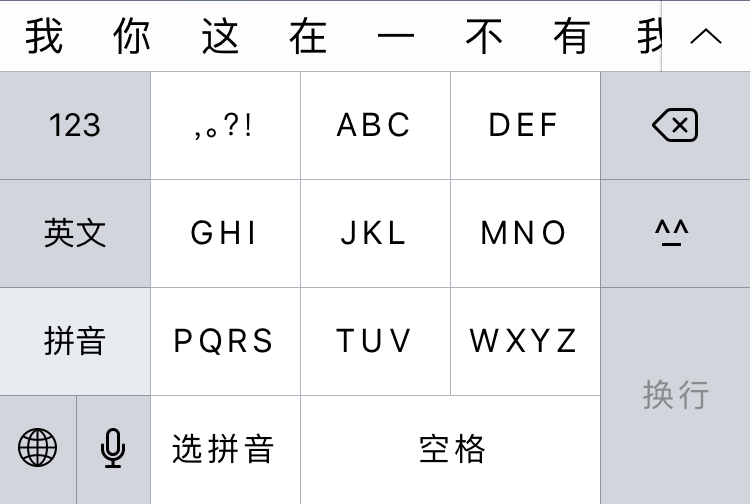 我 你 这 在 一 不 有
123 ,。?! ABC DEF
英文 GHI JKL MNO ^_^
拼音 PQRS TUV WXYZ
换行
选拼音 空格